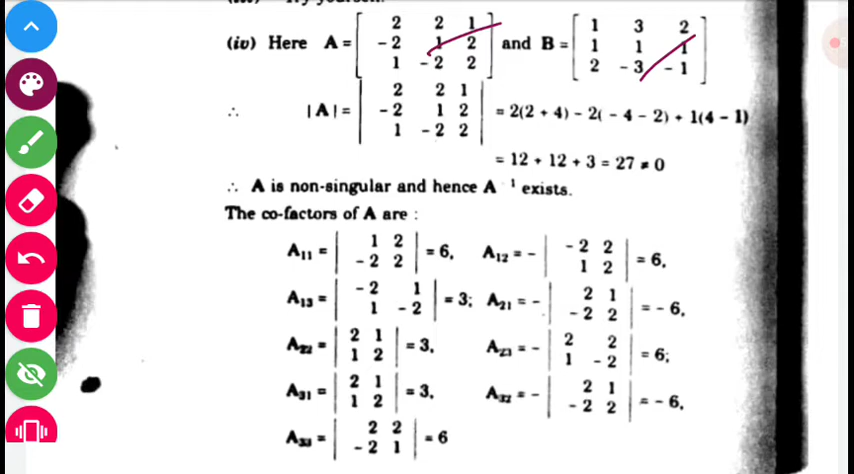 (iv) Here A = [ 2 2 1 / - 2 1 2 / 1 - 2 2 ] and B = [ 1 3 2 / 1 1 1 / 2 - 3 - 1 ]
∴ | A | = | 2 2 1 / - 2 1 2 / 1 - 2 2 | = 2(2 + 4) - 2( - 4 - 2) + 1(4 - 1)
= 12 + 12 + 3 = 27 ≠ 0
∴ A is non-singular and hence A ⁻¹ exists.
The co-factors of A are :
A₁₁ = | 1 2 / - 2 2 | = 6, A₁₂ = - | - 2 2 / 1 2 | = 6,
A₁₃ = | - 2 1 / 1 - 2 | = 3; A₂₁ = - | 2 1 / - 2 2 | = - 6,
A₂₂ = | 2 1 / 1 2 | = 3, A₂₃ = - | 2 2 / 1 - 2 | = 6;
A₃₁ = | 2 1 / 1 2 | = 3, A₃₂ = - | 2 1 / - 2 2 | = - 6,
A₃₃ = | 2 2 / - 2 1 | = 6